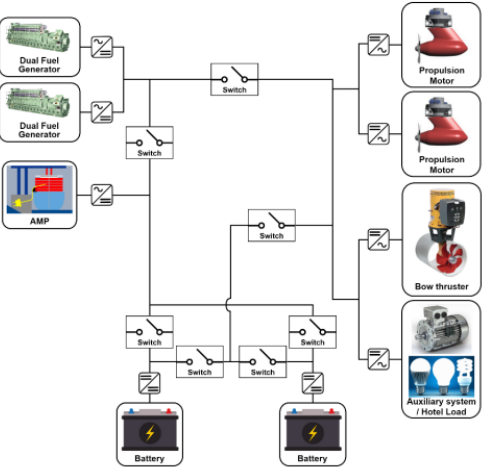 Dual Fuel
Generator
Dual Fuel
Generator
AMP
Switch
Switch
Switch
Switch
Switch
Switch
Switch
Battery
Battery
Propulsion
Motor
Propulsion
Motor
Bow thruster
Auxiliary system
/ Hotel Load